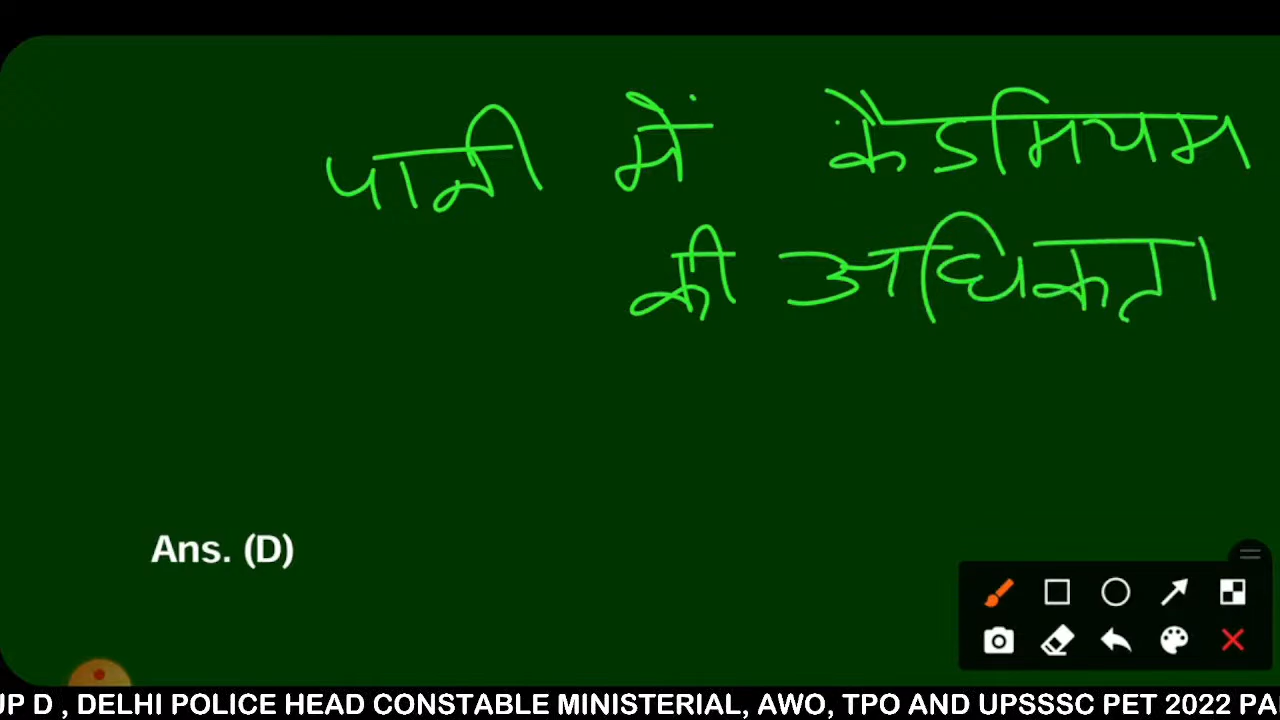 पानी में कैडमियम
की अधिकता
Ans. (D)
UP D , DELHI POLICE HEAD CONSTABLE MINISTERIAL, AWO, TPO AND UPSSSC PET 2022 PA